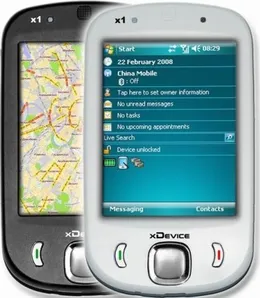 x1
x1
Start 08:29
22 February 2008
China Mobile
: Off
Tap here to set owner information
No unread messages
No tasks
No upcoming appointments
Live Search
Device unlocked
Messaging Contacts
xDevice
xDevice